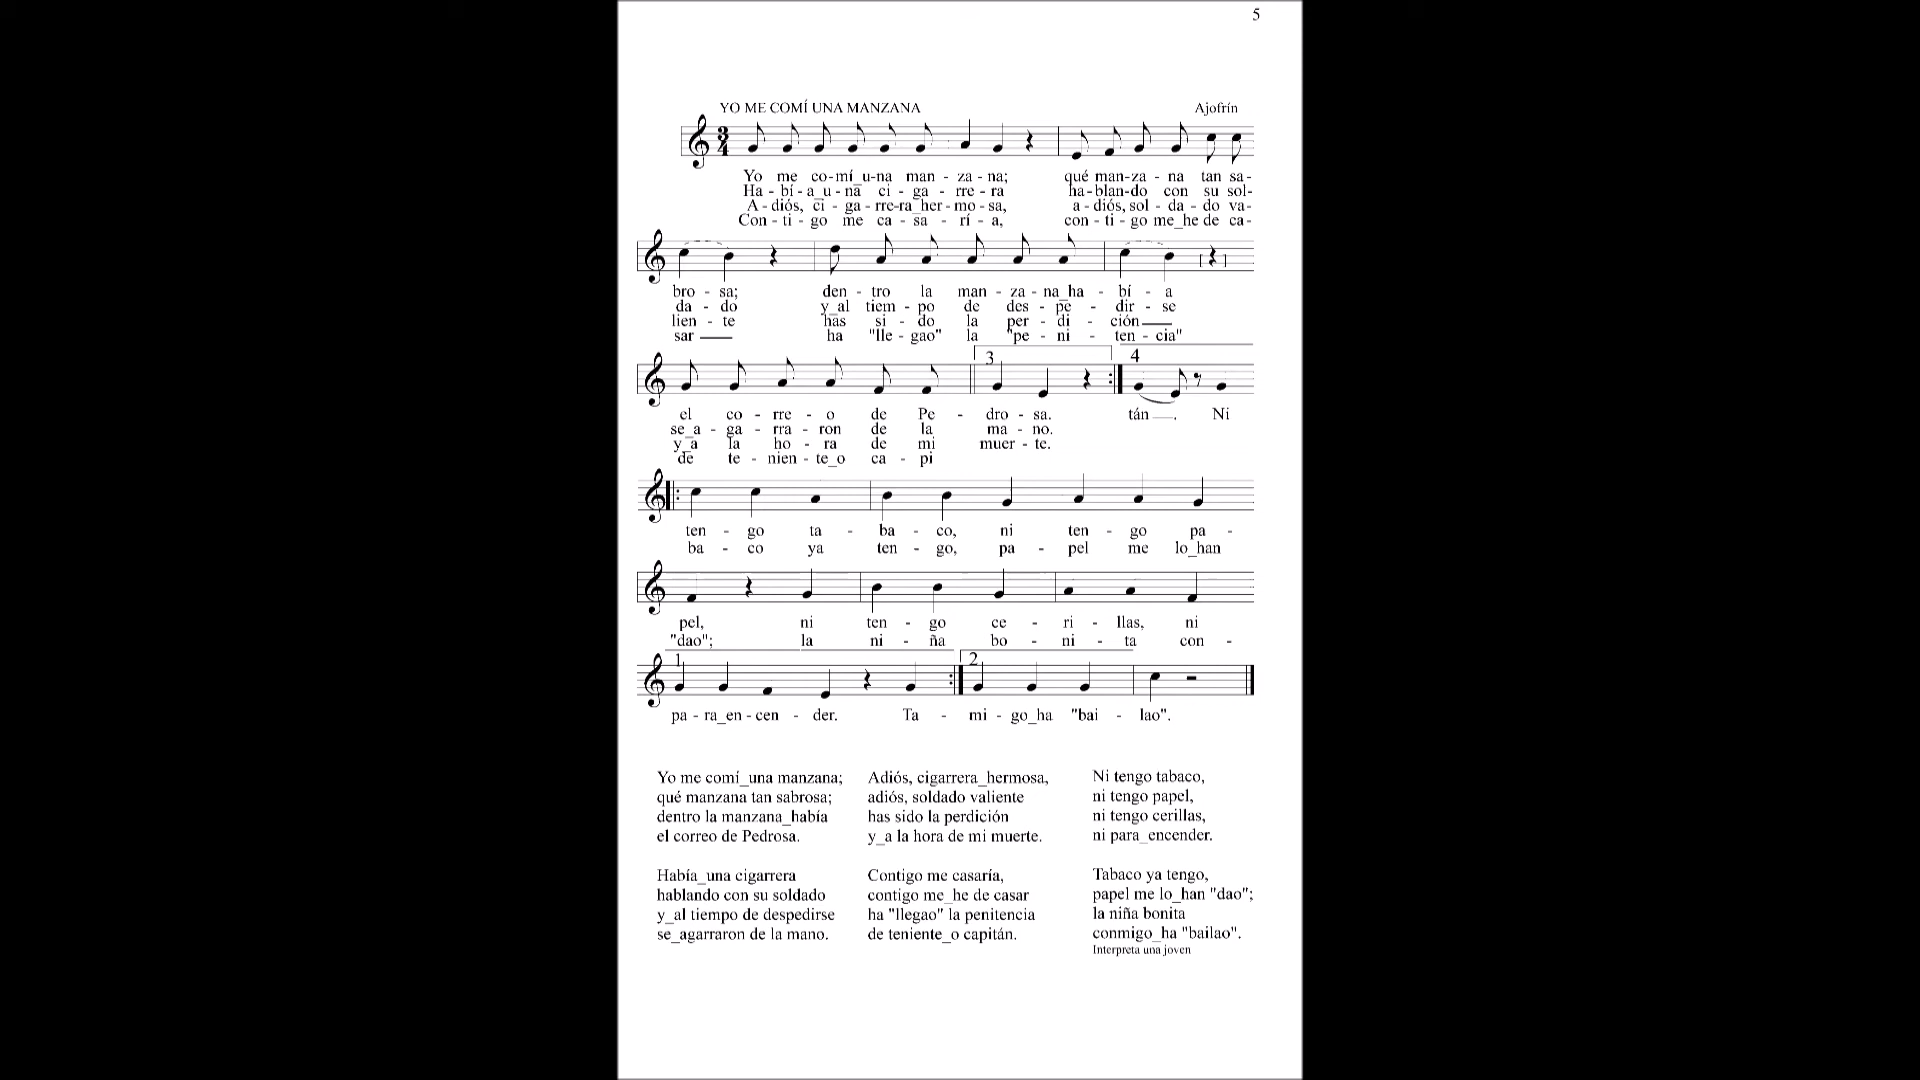 5
YO ME COMÍ UNA MANZANA Ajofrín
3
4
Yo me co-mí_u-na man - za - na; qué man-za - na tan sa-
Ha - bí - a_u - na ci - ga - rre - ra ha-blan-do con su sol-
A - diós, ci - ga - rre-ra_her - mo - sa, a - diós, sol - da - do va-
Con - ti - go me ca - sa - rí - a, con - ti - go me_he de ca-
bro - sa; den - tro la man - za - na_ha - bí - a
da - do y_al tiem - po de des - pe - dir - se
lien - te has si - do la per - di - ción
sar ha "lle - gao" la "pe - ni - ten - cia"
3 4
el co - rre - o de Pe - dro - sa. tán . Ni
se_a - ga - rra - ron de la ma - no.
y_a la ho - ra de mi muer - te.
de te - nien - te_o ca - pi
ten - go ta - ba - co, ni ten - go pa -
ba - co ya ten - go, pa - pel me lo_han
pel, ni ten - go ce - ri - llas, ni
"dao"; la ni - ña bo - ni - ta con -
1 2
pa - ra_en - cen - der. Ta - mi - go_ha "bai - lao".
Yo me comí_una manzana;
qué manzana tan sabrosa;
dentro la manzana_había
el correo de Pedrosa.
Había_una cigarrera
hablando con su soldado
y_al tiempo de despedirse
se_agarraron de la mano.
Adiós, cigarrera_hermosa,
adiós, soldado valiente
has sido la perdición
y_a la hora de mi muerte.
Contigo me casaría,
contigo me_he de casar
ha "llegao" la penitencia
de teniente_o capitán.
Ni tengo tabaco,
ni tengo papel,
ni tengo cerillas,
ni para_encender.
Tabaco ya tengo,
papel me lo_han "dao";
la niña bonita
conmigo_ha "bailao".
Interpreta una joven